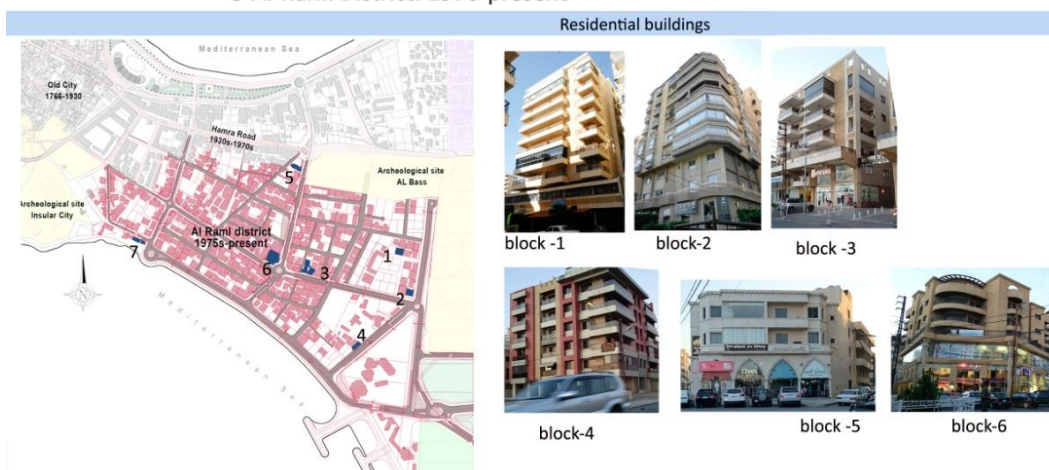 Residential buildings
Mediterranean Sea
Old City
1766-1930
Hamra Road
1930s-1970s
5
Archeological site
AL Bass
Archeological site
Insular City
Al Raml district
1975s-present
1
7
6
3
2
4
N
Mediterranean Sea
block -1
block-2
block -3
block-4
block -5
block-6